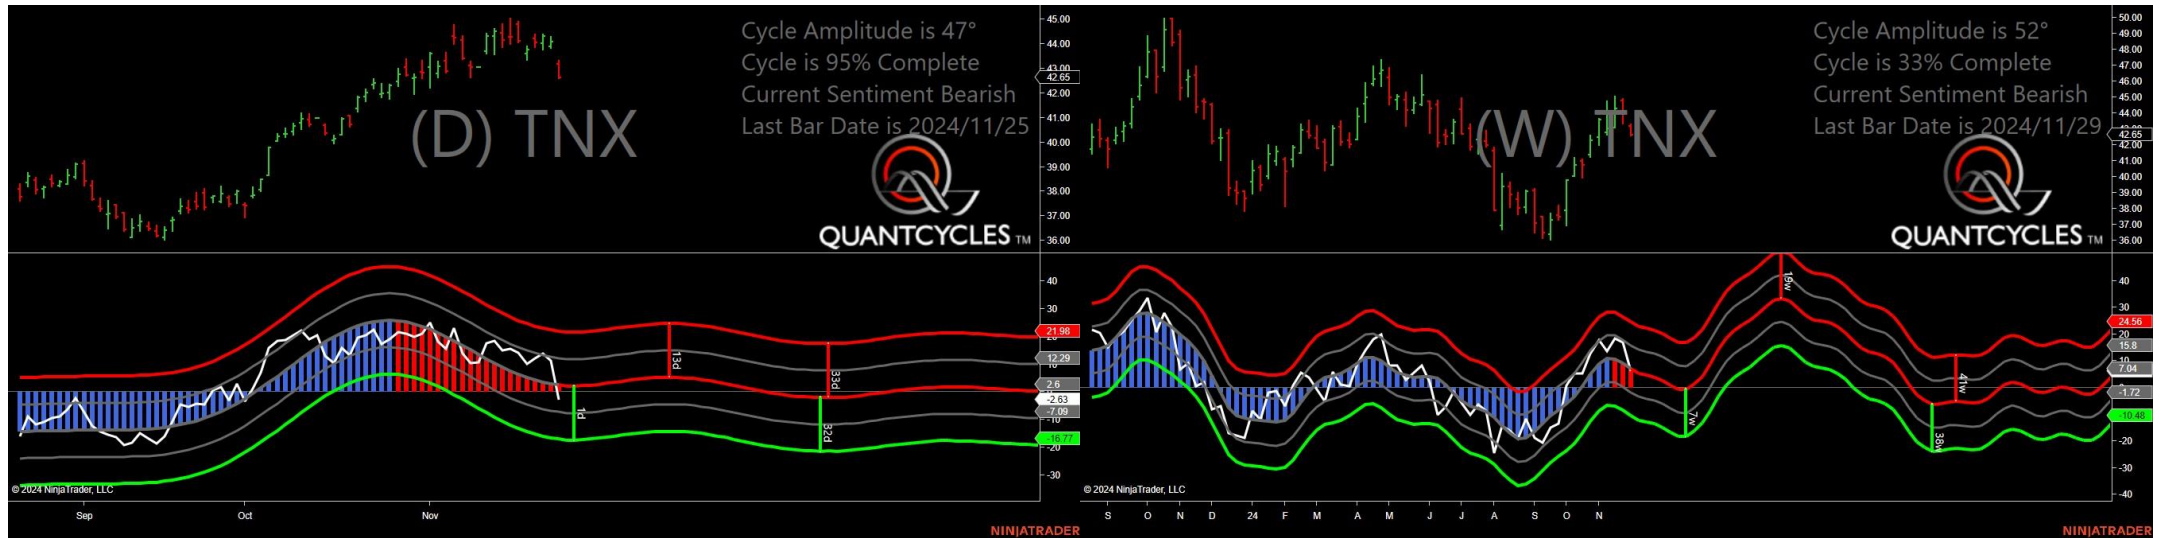 Cycle Amplitude is 47°
Cycle is 95% Complete
Current Sentiment Bearish
Last Bar Date is 2024/11/25
(D) TNX
QUANTCYCLES TM
45.00
44.00
43.00
42.65
42.00
41.00
40.00
39.00
38.00
37.00
36.00
40
30
21.98
12.29
2.6
-2.63
-7.09
-10
-16.77
-20
-30
13d
33d
1d
32d
© 2024 NinjaTrader, LLC
Sep Oct Nov
NINJATRADER
Cycle Amplitude is 52°
Cycle is 33% Complete
Current Sentiment Bearish
Last Bar Date is 2024/11/29
(W) TNX
QUANTCYCLES TM
50.00
49.00
48.00
47.00
46.00
45.00
44.00
42.65
42.00
41.00
40.00
39.00
38.00
37.00
36.00
40
30
24.56
20
15.8
10
7.04
-1.72
-10.48
-20
-30
-40
19w
41w
7w
38w
© 2024 NinjaTrader, LLC
S O N D 24 F M A M J J A S O N
NINJATRADER